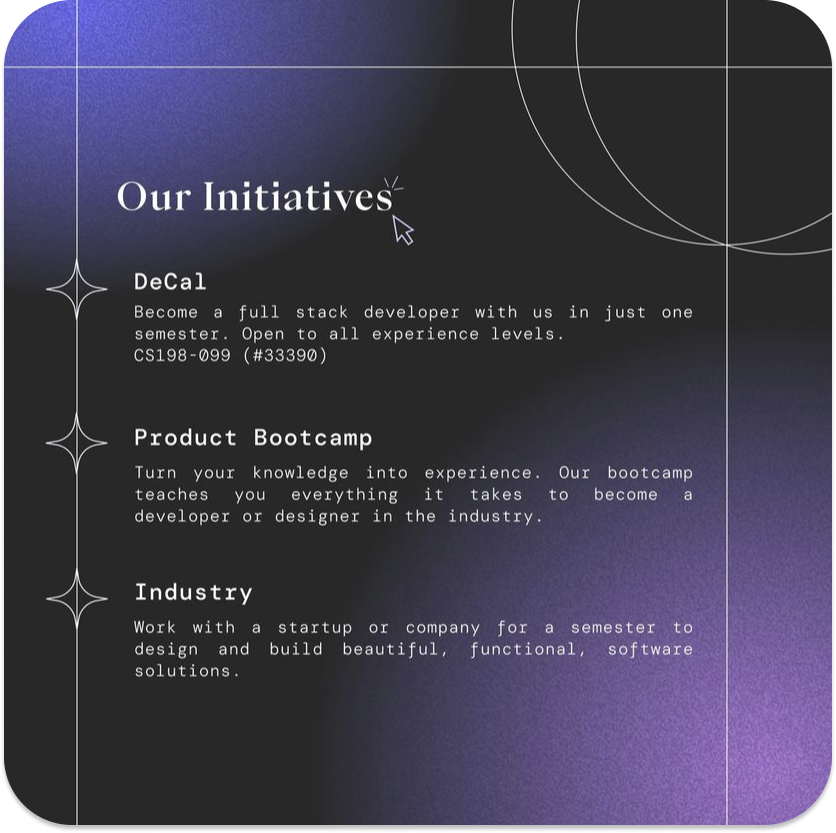 Our Initiatives
DeCal
Become a full stack developer with us in just one
semester. Open to all experience levels.
CS198-099 (#33390)
Product Bootcamp
Turn your knowledge into experience. Our bootcamp
teaches you everything it takes to become a
developer or designer in the industry.
Industry
Work with a startup or company for a semester to
design and build beautiful, functional, software
solutions.